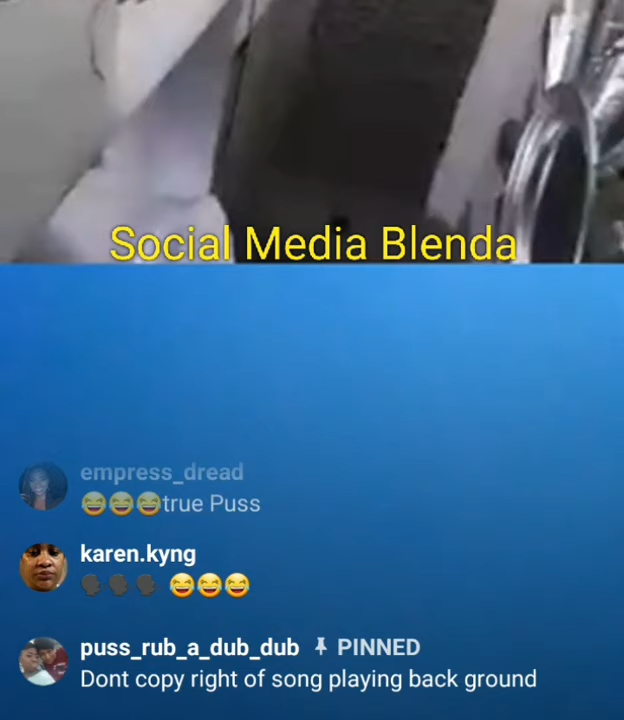 Social Media Blenda
empress_dread
😂😂😂true Puss
karen.kyng
🗣🗣🗣 😂😂😂
puss_rub_a_dub_dub PINNED
Dont copy right of song playing back ground